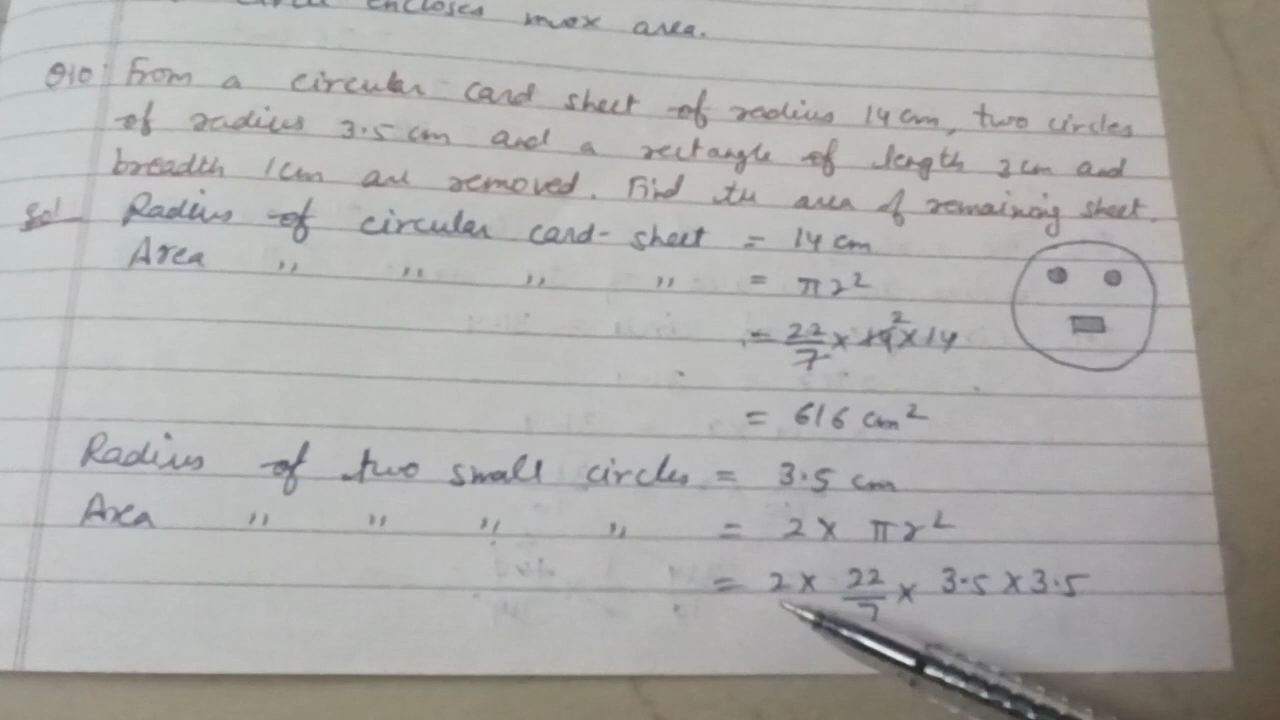 encloses max area.
Q10: From a circular card sheet of radius 14 cm, two circles
of radius 3.5 cm and a rectangle of length 3 cm and
breadth 1cm are removed. Find the area of remaining sheet.
Sol Radius of circular card-sheet = 14 cm
Area ,, ,, ,, ,, = πr²
= 22/7 × 14² × 14
= 616 cm²
Radius of two small circles = 3.5 cm
Area ,, ,, ,, ,, = 2 × πr²
= 2 × 22/7 × 3.5 × 3.5